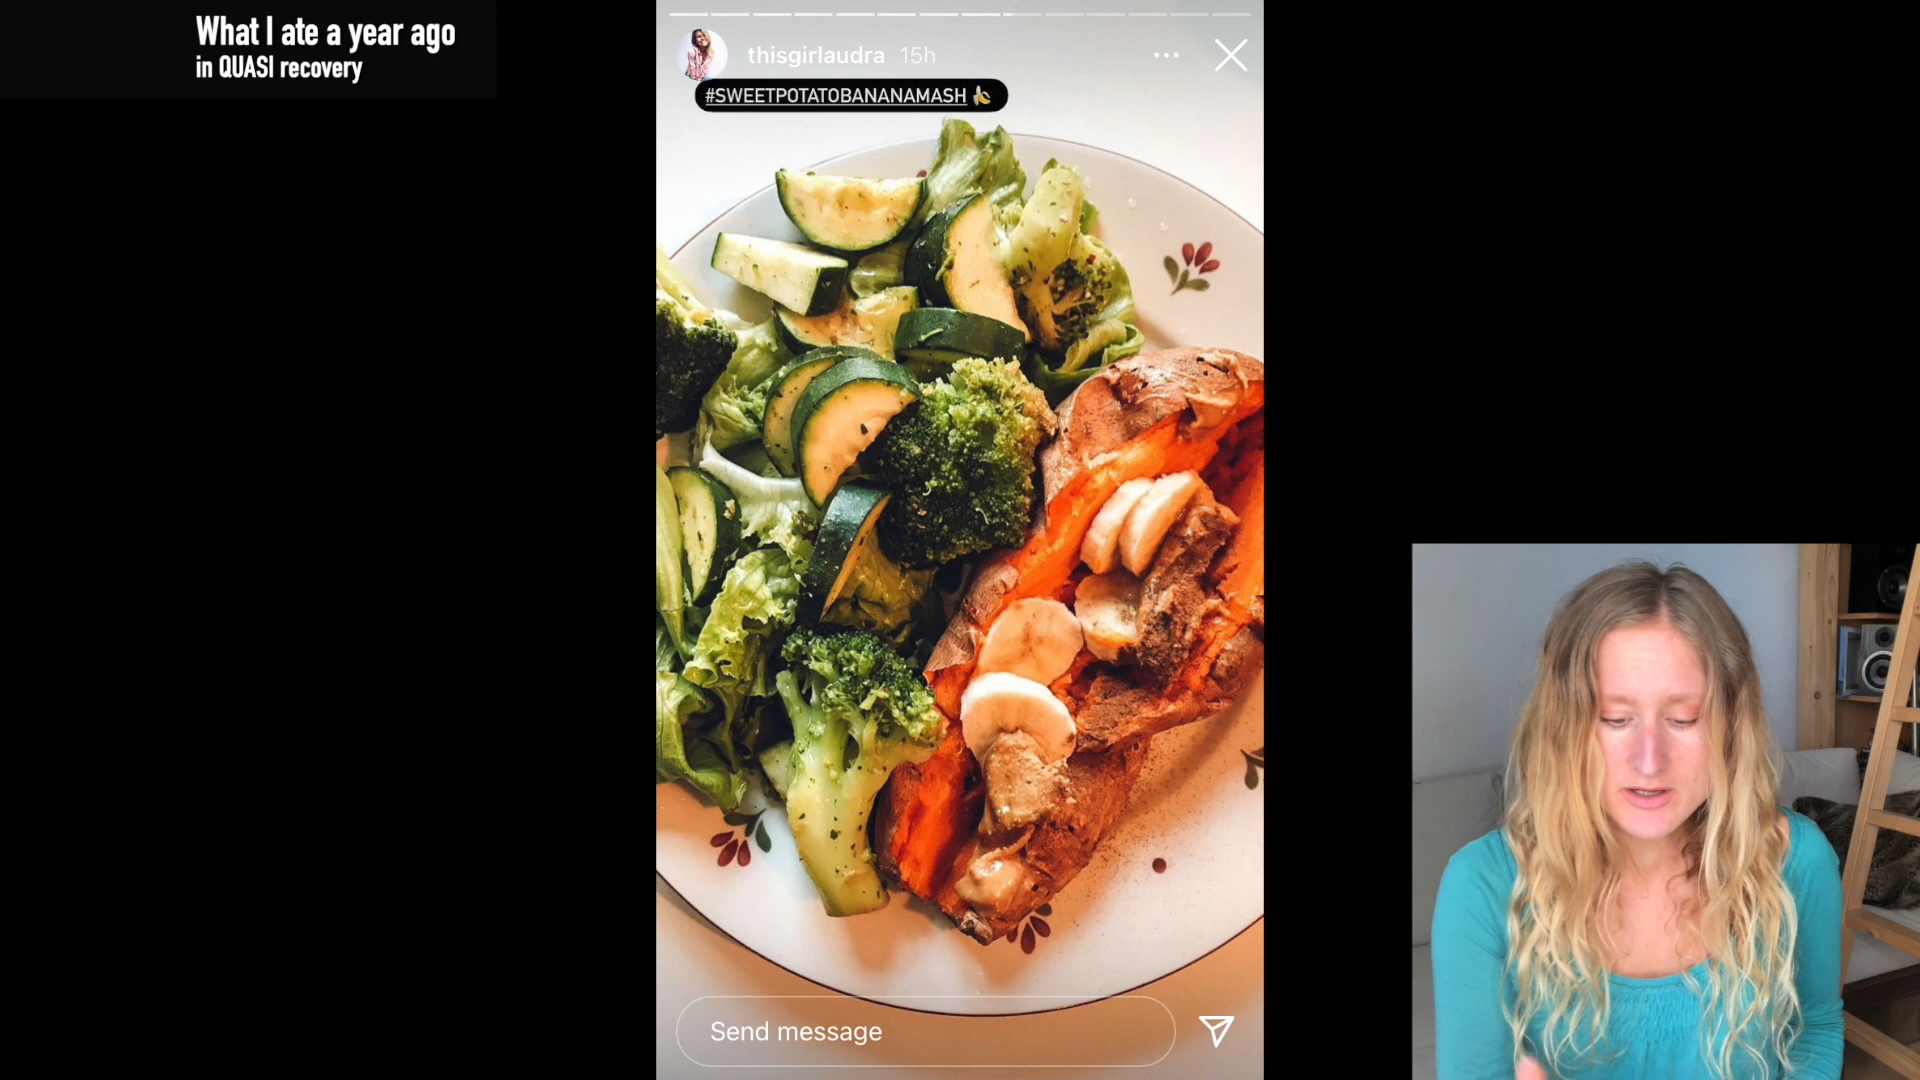 What I ate a year ago
in QUASI recovery
thisgirlaudra 15h
#SWEETPOTATOBANANAMASH 🍌
Send message